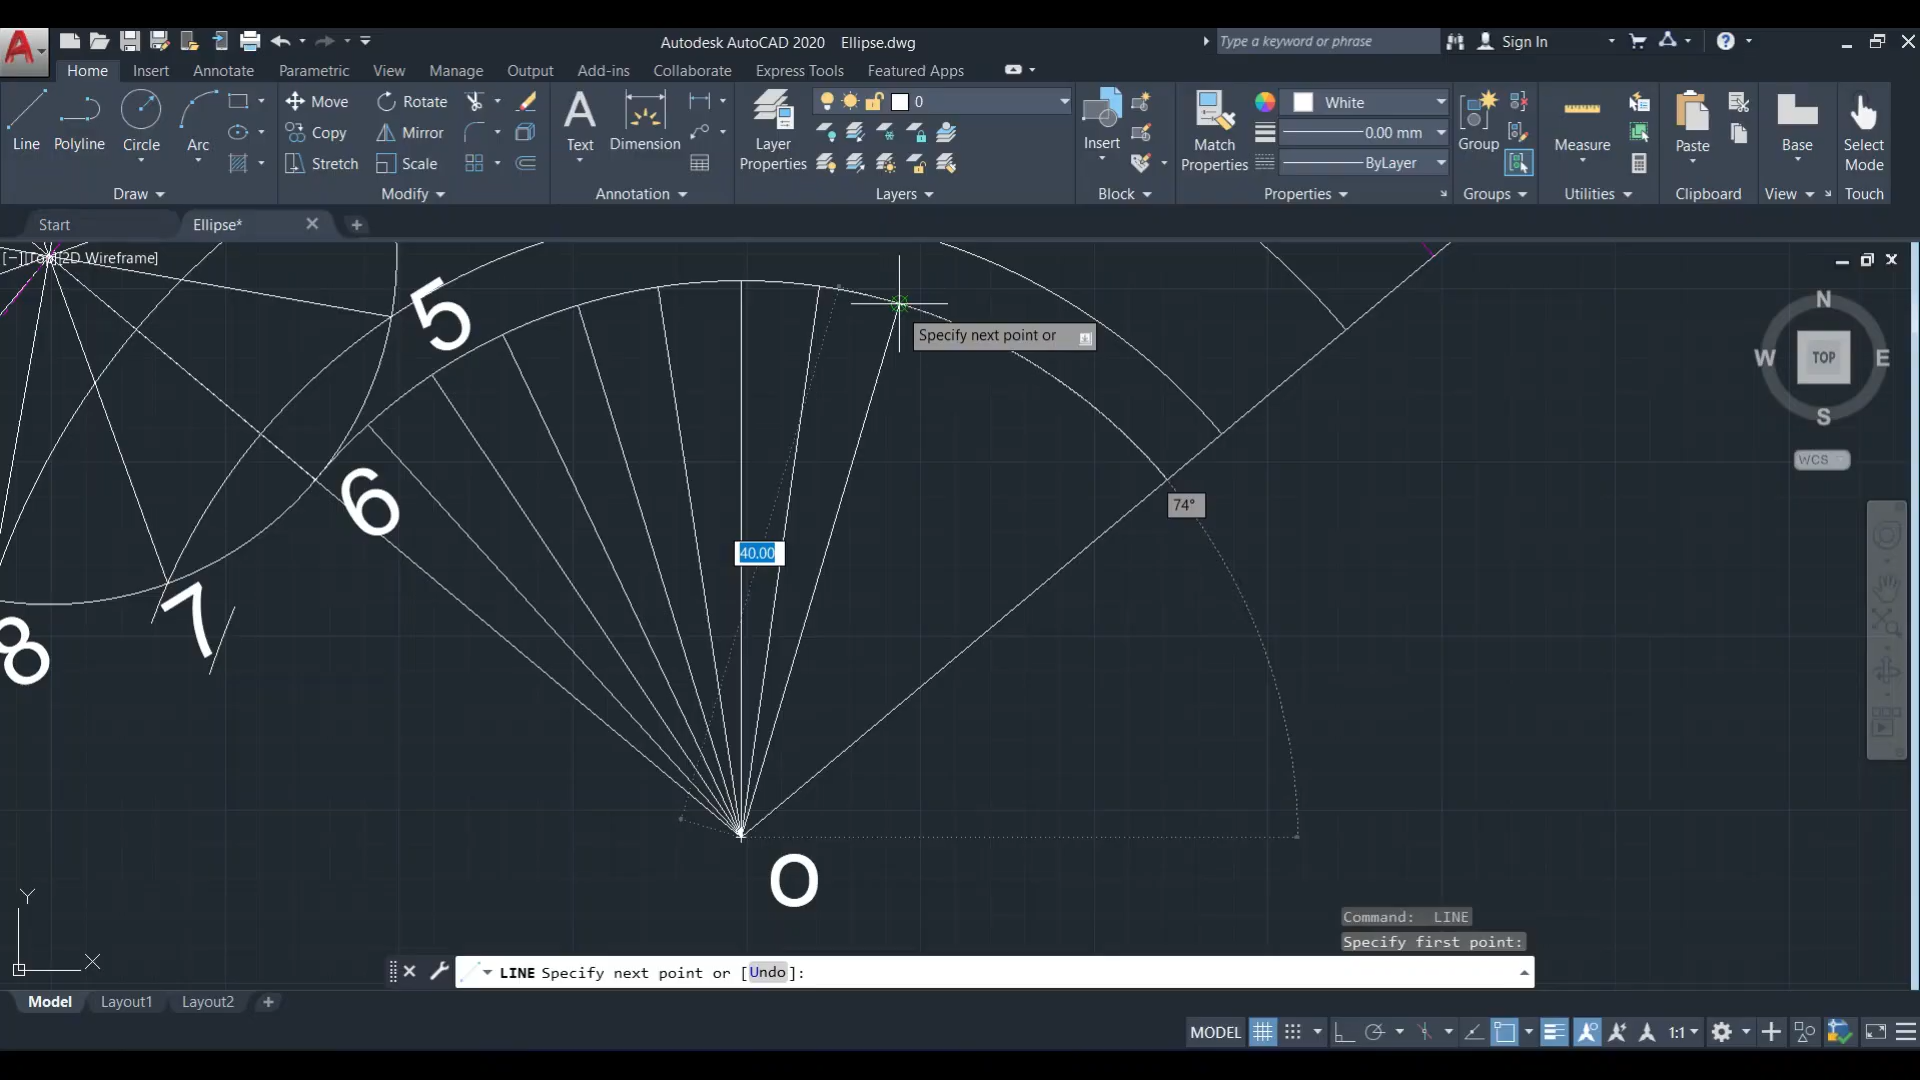 Autodesk AutoCAD 2020 Ellipse.dwg
Type a keyword or phrase
Sign In
Home Insert Annotate Parametric View Manage Output Add-ins Collaborate Express Tools Featured Apps
Line Polyline Circle Arc
Move Rotate
Copy Mirror
Stretch Scale
Text Dimension
Layer Properties
0
Insert
Match Properties
White
0.00 mm
ByLayer
Group
Measure
Paste
Base
Select Mode
Draw Modify Annotation Layers Block Properties Groups Utilities Clipboard View Touch
Start Ellipse*
[−][Top][2D Wireframe]
N
W TOP E
S
WCS
5
Specify next point or
6
74°
40.00
7
8
O
Y
X
Command: LINE
Specify first point:
LINE Specify next point or [Undo]:
Model Layout1 Layout2
MODEL 1:1